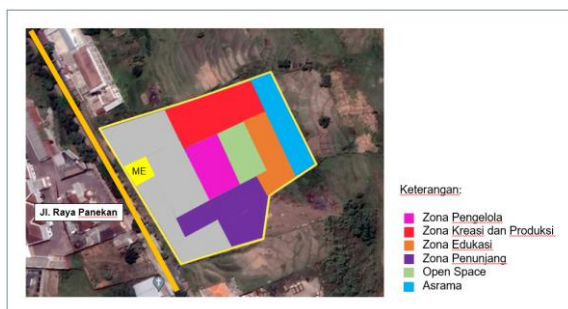 ME
Jl. Raya Panekan
Keterangan:
Zona Pengelola
Zona Kreasi dan Produksi
Zona Edukasi
Zona Penunjang
Open Space
Asrama